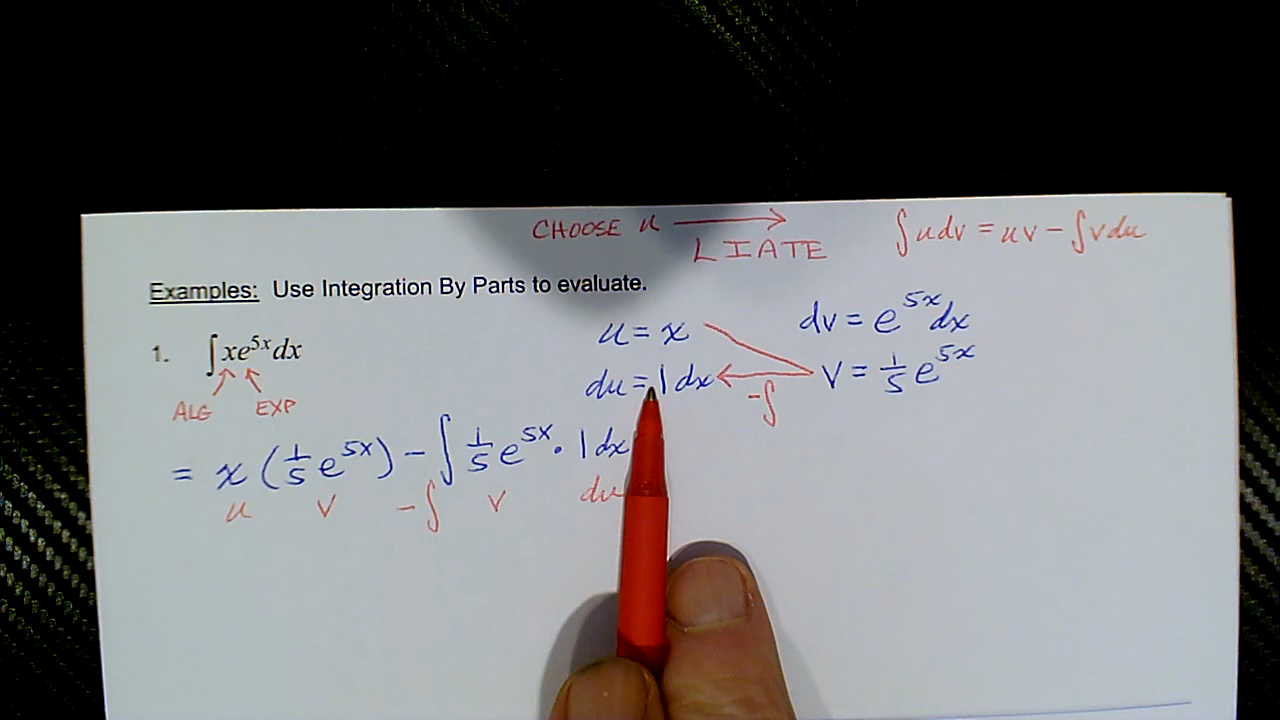 CHOOSE u → ∫udv = uv - ∫vdu
LIATE
Examples: Use Integration By Parts to evaluate.
1. ∫xe^{5x}dx
ALG EXP
u = x dv = e^{5x}dx
du = 1 dx ← v = 1/5 e^{5x}
-∫
= x (1/5 e^{5x}) - ∫ 1/5 e^{5x} · 1 dx
u v -∫ v du